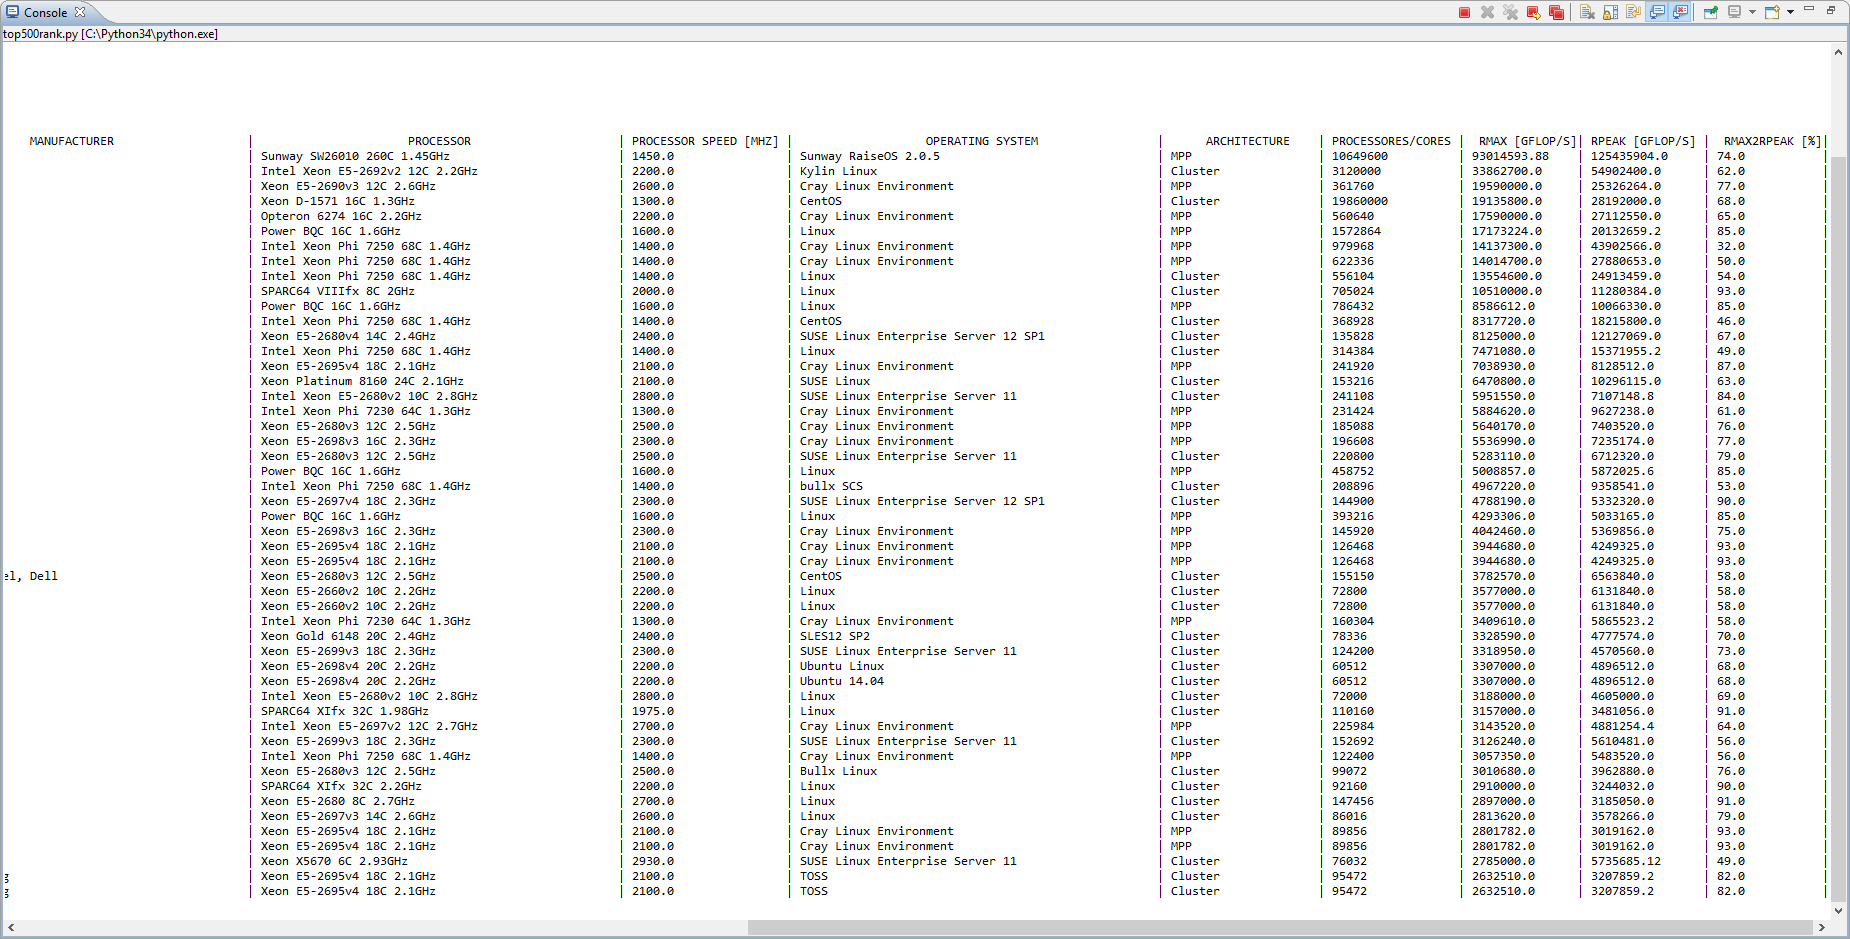 Console
top500rank.py [C:\Python34\python.exe]
MANUFACTURER | PROCESSOR | PROCESSOR SPEED [MHZ] | OPERATING SYSTEM | ARCHITECTURE | PROCESSORES/CORES | RMAX [GFLOP/S] | RPEAK [GFLOP/S] | RMAX2RPEAK [%] |
| Sunway SW26010 260C 1.45GHz | 1450.0 | Sunway RaiseOS 2.0.5 | MPP | 10649600 | 93014593.88 | 125435904.0 | 74.0 |
| Intel Xeon E5-2692v2 12C 2.2GHz | 2200.0 | Kylin Linux | Cluster | 3120000 | 33862700.0 | 54902400.0 | 62.0 |
| Xeon E5-2690v3 12C 2.6GHz | 2600.0 | Cray Linux Environment | MPP | 361760 | 19590000.0 | 25326264.0 | 77.0 |
| Xeon D-1571 16C 1.3GHz | 1300.0 | CentOS | Cluster | 19860000 | 19135800.0 | 28192000.0 | 68.0 |
| Opteron 6274 16C 2.2GHz | 2200.0 | Cray Linux Environment | MPP | 560640 | 17590000.0 | 27112550.0 | 65.0 |
| Power BQC 16C 1.6GHz | 1600.0 | Linux | MPP | 1572864 | 17173224.0 | 20132659.2 | 85.0 |
| Intel Xeon Phi 7250 68C 1.4GHz | 1400.0 | Cray Linux Environment | MPP | 979968 | 14137300.0 | 43902566.0 | 32.0 |
| Intel Xeon Phi 7250 68C 1.4GHz | 1400.0 | Cray Linux Environment | MPP | 622336 | 14014700.0 | 27880653.0 | 50.0 |
| Intel Xeon Phi 7250 68C 1.4GHz | 1400.0 | Linux | Cluster | 556104 | 13554600.0 | 24913459.0 | 54.0 |
| SPARC64 VIIIfx 8C 2GHz | 2000.0 | Linux | Cluster | 705024 | 10510000.0 | 11280384.0 | 93.0 |
| Power BQC 16C 1.6GHz | 1600.0 | Linux | MPP | 786432 | 8586612.0 | 10066330.0 | 85.0 |
| Intel Xeon Phi 7250 68C 1.4GHz | 1400.0 | CentOS | Cluster | 368928 | 8317720.0 | 18215800.0 | 46.0 |
| Xeon E5-2680v4 14C 2.4GHz | 2400.0 | SUSE Linux Enterprise Server 12 SP1 | Cluster | 135828 | 8125000.0 | 12127069.0 | 67.0 |
| Intel Xeon Phi 7250 68C 1.4GHz | 1400.0 | Linux | Cluster | 314384 | 7471080.0 | 15371955.2 | 49.0 |
| Xeon E5-2695v4 18C 2.1GHz | 2100.0 | Cray Linux Environment | MPP | 241920 | 7038930.0 | 8128512.0 | 87.0 |
| Xeon Platinum 8160 24C 2.1GHz | 2100.0 | SUSE Linux | Cluster | 153216 | 6470800.0 | 10296115.0 | 63.0 |
| Intel Xeon E5-2680v2 10C 2.8GHz | 2800.0 | SUSE Linux Enterprise Server 11 | Cluster | 241108 | 5951550.0 | 7107148.8 | 84.0 |
| Intel Xeon Phi 7230 64C 1.3GHz | 1300.0 | Cray Linux Environment | MPP | 231424 | 5884620.0 | 9627238.0 | 61.0 |
| Xeon E5-2680v3 12C 2.5GHz | 2500.0 | Cray Linux Environment | MPP | 185088 | 5640170.0 | 7403520.0 | 76.0 |
| Xeon E5-2698v3 16C 2.3GHz | 2300.0 | Cray Linux Environment | MPP | 196608 | 5536990.0 | 7235174.0 | 77.0 |
| Xeon E5-2680v3 12C 2.5GHz | 2500.0 | SUSE Linux Enterprise Server 11 | Cluster | 220800 | 5283110.0 | 6712320.0 | 79.0 |
| Power BQC 16C 1.6GHz | 1600.0 | Linux | MPP | 458752 | 5008857.0 | 5872025.6 | 85.0 |
| Intel Xeon Phi 7250 68C 1.4GHz | 1400.0 | bullx SCS | Cluster | 208896 | 4967220.0 | 9358541.0 | 53.0 |
| Xeon E5-2697v4 18C 2.3GHz | 2300.0 | SUSE Linux Enterprise Server 12 SP1 | Cluster | 144900 | 4788190.0 | 5332320.0 | 90.0 |
| Power BQC 16C 1.6GHz | 1600.0 | Linux | MPP | 393216 | 4293306.0 | 5033165.0 | 85.0 |
| Xeon E5-2698v3 16C 2.3GHz | 2300.0 | Cray Linux Environment | MPP | 145920 | 4042460.0 | 5369856.0 | 75.0 |
| Xeon E5-2695v4 18C 2.1GHz | 2100.0 | Cray Linux Environment | MPP | 126468 | 3944680.0 | 4249325.0 | 93.0 |
| Xeon E5-2695v4 18C 2.1GHz | 2100.0 | Cray Linux Environment | MPP | 126468 | 3944680.0 | 4249325.0 | 93.0 |
el, Dell | Xeon E5-2680v3 12C 2.5GHz | 2500.0 | CentOS | Cluster | 155150 | 3782570.0 | 6563840.0 | 58.0 |
| Xeon E5-2660v2 10C 2.2GHz | 2200.0 | Linux | Cluster | 72800 | 3577000.0 | 6131840.0 | 58.0 |
| Xeon E5-2660v2 10C 2.2GHz | 2200.0 | Linux | Cluster | 72800 | 3577000.0 | 6131840.0 | 58.0 |
| Intel Xeon Phi 7230 64C 1.3GHz | 1300.0 | Cray Linux Environment | MPP | 160304 | 3409610.0 | 5865523.2 | 58.0 |
| Xeon Gold 6148 20C 2.4GHz | 2400.0 | SLES12 SP2 | Cluster | 78336 | 3328590.0 | 4777574.0 | 70.0 |
| Xeon E5-2699v3 18C 2.3GHz | 2300.0 | SUSE Linux Enterprise Server 11 | Cluster | 124200 | 3318950.0 | 4570560.0 | 73.0 |
| Xeon E5-2698v4 20C 2.2GHz | 2200.0 | Ubuntu Linux | Cluster | 60512 | 3307000.0 | 4896512.0 | 68.0 |
| Xeon E5-2698v4 20C 2.2GHz | 2200.0 | Ubuntu 14.04 | Cluster | 60512 | 3307000.0 | 4896512.0 | 68.0 |
| Intel Xeon E5-2680v2 10C 2.8GHz | 2800.0 | Linux | Cluster | 72000 | 3188000.0 | 4605000.0 | 69.0 |
| SPARC64 XIfx 32C 1.98GHz | 1975.0 | Linux | Cluster | 110160 | 3157000.0 | 3481056.0 | 91.0 |
| Intel Xeon E5-2697v2 12C 2.7GHz | 2700.0 | Cray Linux Environment | MPP | 225984 | 3143520.0 | 4881254.4 | 64.0 |
| Xeon E5-2699v3 18C 2.3GHz | 2300.0 | SUSE Linux Enterprise Server 11 | Cluster | 152692 | 3126240.0 | 5610481.0 | 56.0 |
| Intel Xeon Phi 7250 68C 1.4GHz | 1400.0 | Cray Linux Environment | MPP | 122400 | 3057350.0 | 5483520.0 | 56.0 |
| Xeon E5-2680v3 12C 2.5GHz | 2500.0 | Bullx Linux | Cluster | 99072 | 3010680.0 | 3962880.0 | 76.0 |
| SPARC64 XIfx 32C 2.2GHz | 2200.0 | Linux | Cluster | 92160 | 2910000.0 | 3244032.0 | 90.0 |
| Xeon E5-2680 8C 2.7GHz | 2700.0 | Linux | Cluster | 147456 | 2897000.0 | 3185050.0 | 91.0 |
| Xeon E5-2697v3 14C 2.6GHz | 2600.0 | Linux | Cluster | 86016 | 2813620.0 | 3578266.0 | 79.0 |
| Xeon E5-2695v4 18C 2.1GHz | 2100.0 | Cray Linux Environment | MPP | 89856 | 2801782.0 | 3019162.0 | 93.0 |
| Xeon E5-2695v4 18C 2.1GHz | 2100.0 | Cray Linux Environment | MPP | 89856 | 2801782.0 | 3019162.0 | 93.0 |
| Xeon X5670 6C 2.93GHz | 2930.0 | SUSE Linux Enterprise Server 11 | Cluster | 76032 | 2785000.0 | 5735685.12 | 49.0 |
g | Xeon E5-2695v4 18C 2.1GHz | 2100.0 | TOSS | Cluster | 95472 | 2632510.0 | 3207859.2 | 82.0 |
g | Xeon E5-2695v4 18C 2.1GHz | 2100.0 | TOSS | Cluster | 95472 | 2632510.0 | 3207859.2 | 82.0 |